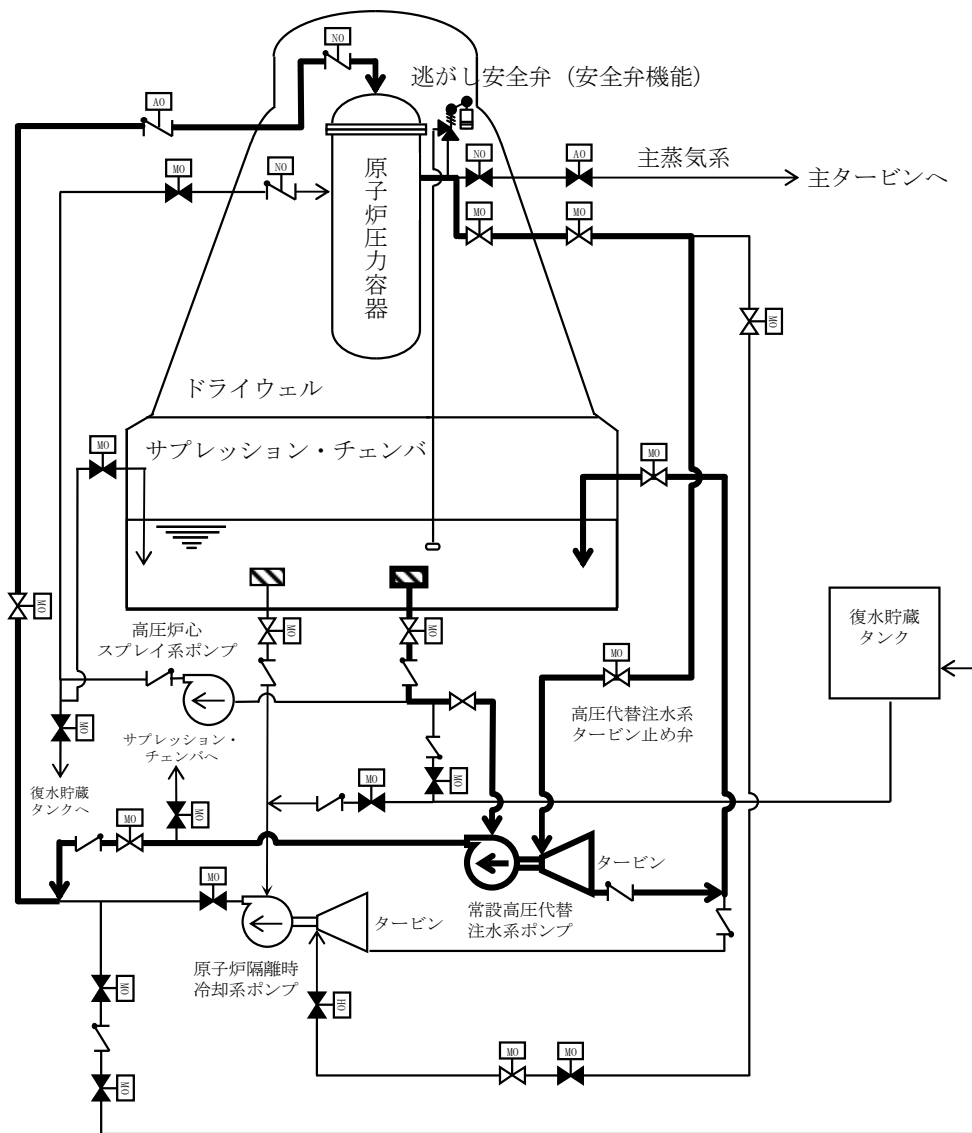 NO
NO
逃がし安全弁（安全弁機能）
AO
MO
NO
原子炉圧力容器
NO
AO
主蒸気系
主タービンへ
MO
MO
MO
ドライウェル
サプレッション・チェンバ
MO
MO
MO
高圧炉心
スプレイ系ポンプ
MO
MO
復水貯蔵
タンク
MO
高圧代替注水系
タービン止め弁
MO
サプレッション・
チェンバへ
復水貯蔵
タンクへ
MO
MO
MO
MO
タービン
常設高圧代替
注水系ポンプ
MO
タービン
原子炉隔離時
冷却系ポンプ
MO
HO
MO
MO
MO